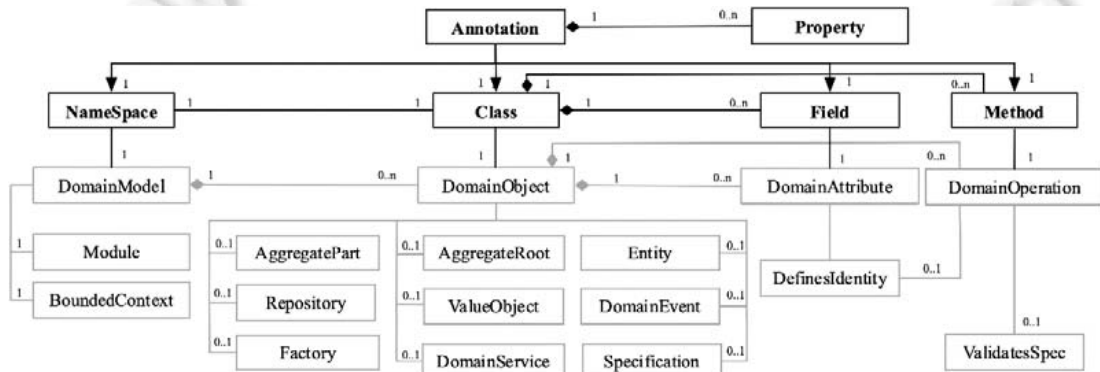 Annotation 1 0..n Property
1 1 1 1 0..n 1
NameSpace 1 1 Class 1 0..n Field Method
1 1 1 1 0..n 1
DomainModel 0..n DomainObject 1 0..n DomainAttribute DomainOperation
1 Module 0..1 AggregatePart 0..1 AggregateRoot Entity 0..1
DefinesIdentity 0..1
1 BoundedContext 0..1 Repository 0..1 ValueObject DomainEvent 0..1
0..1 Factory 0..1 DomainService Specification 0..1
0..1 ValidatesSpec